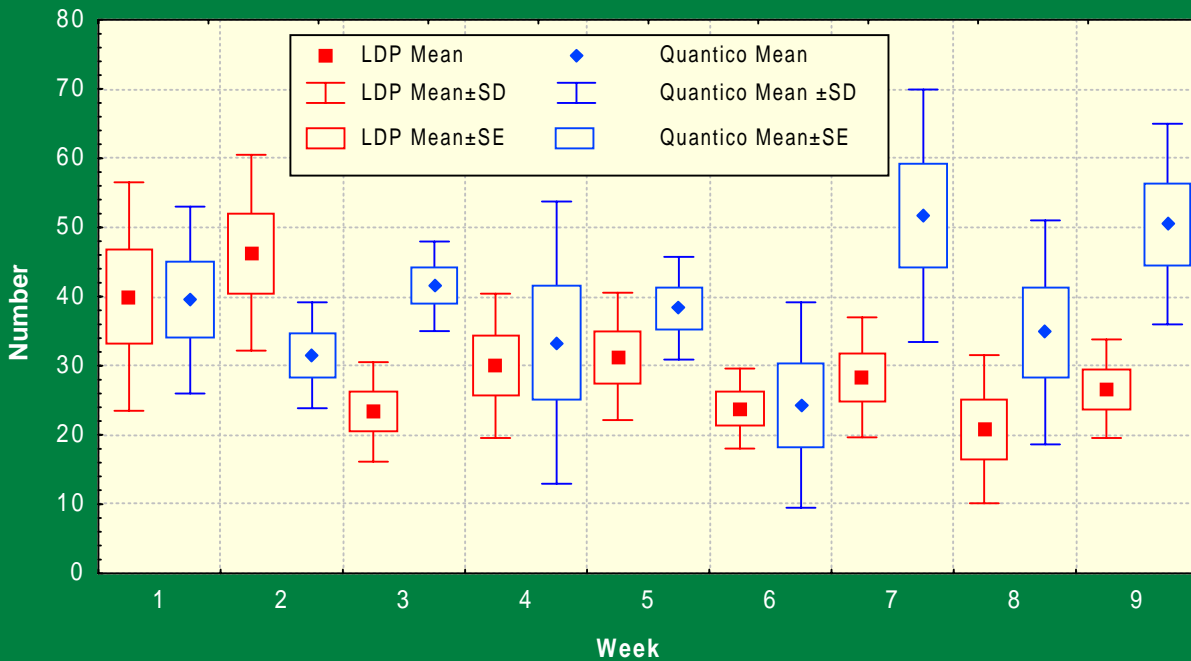 80
70
60
50
40
30
20
10
0
Number
LDP Mean Quantico Mean
LDP Mean±SD Quantico Mean ±SD
LDP Mean±SE Quantico Mean±SE
1 2 3 4 5 6 7 8 9
Week